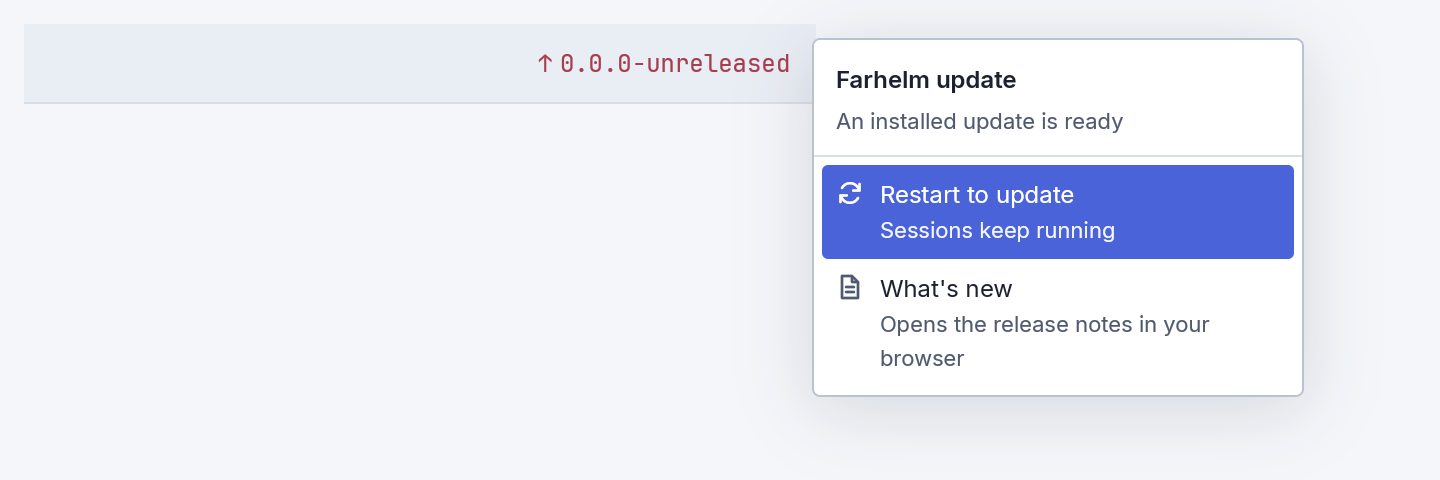 ↑ 0.0.0-unreleased
Farhelm update
An installed update is ready
Restart to update
Sessions keep running
What's new
Opens the release notes in your
browser